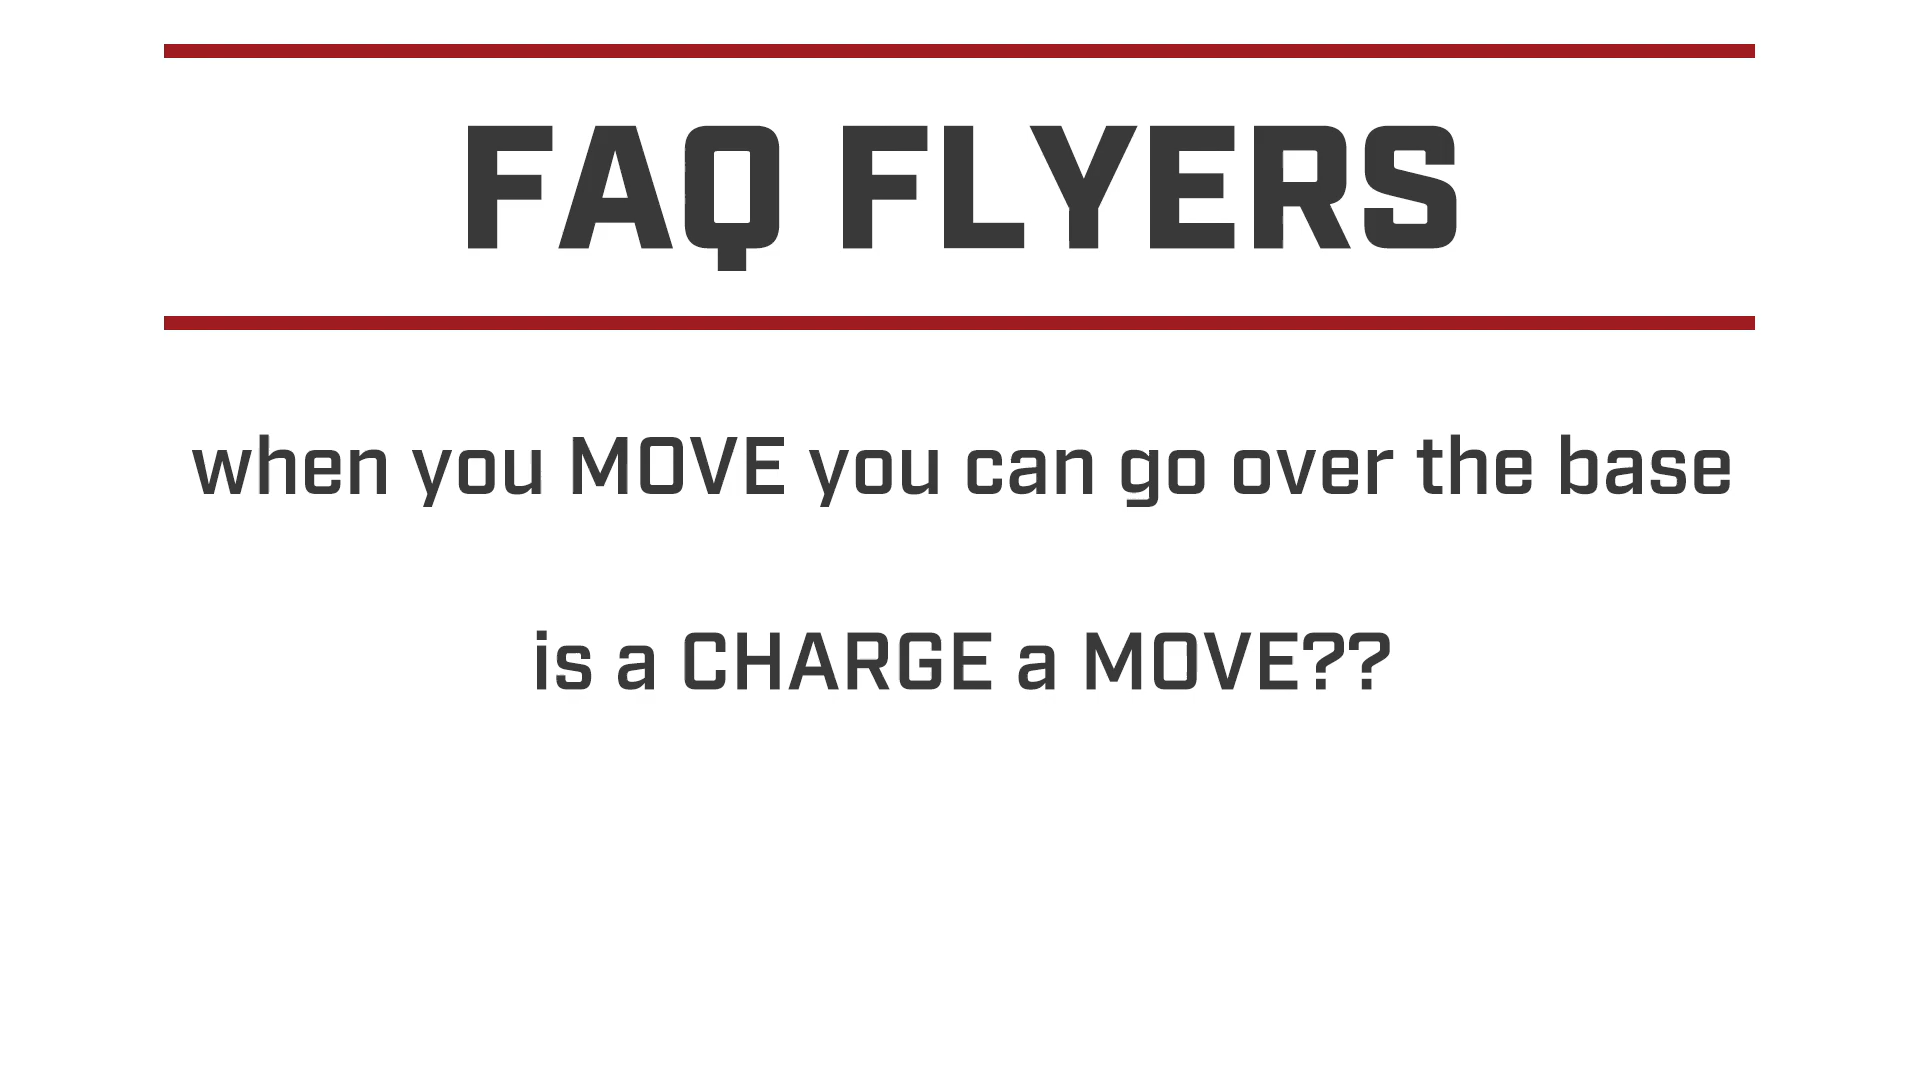 FAQ FLYERS
when you MOVE you can go over the base
is a CHARGE a MOVE??